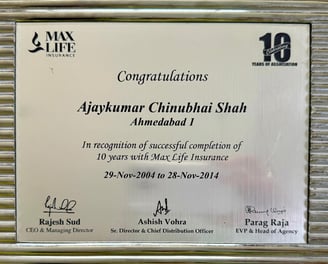 MAX
LIFE
INSURANCE
10
YEARS OF ASSOCIATION
Congratulations
Ajaykumar Chinubhai Shah
Ahmedabad 1
In recognition of successful completion of
10 years with Max Life Insurance
29-Nov-2004 to 28-Nov-2014
Rajesh Sud
CEO & Managing Director
Ashish Vohra
Sr. Director & Chief Distribution Officer
Parag Raja
EVP & Head of Agency